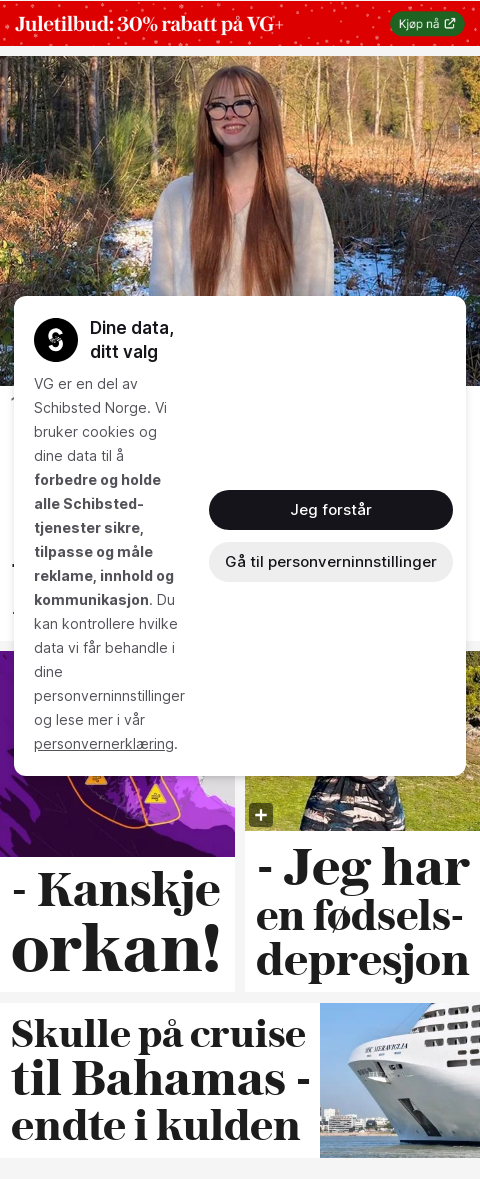 Juletilbud: 30% rabatt på VG+
Kjøp nå
Dine data,
ditt valg
VG er en del av
Schibsted Norge. Vi
bruker cookies og
dine data til å
forbedre og holde
alle Schibsted-
tjenester sikre,
tilpasse og måle
reklame, innhold og
kommunikasjon. Du
kan kontrollere hvilke
data vi får behandle i
dine
personverninnstillinger
og lese mer i vår
personvernerklæring.
Jeg forstår
Gå til personverninnstillinger
- Kanskje
orkan!
- Jeg har
en fødsels-
depresjon
Skulle på cruise
til Bahamas -
endte i kulden
MSC MERAVIGLIA